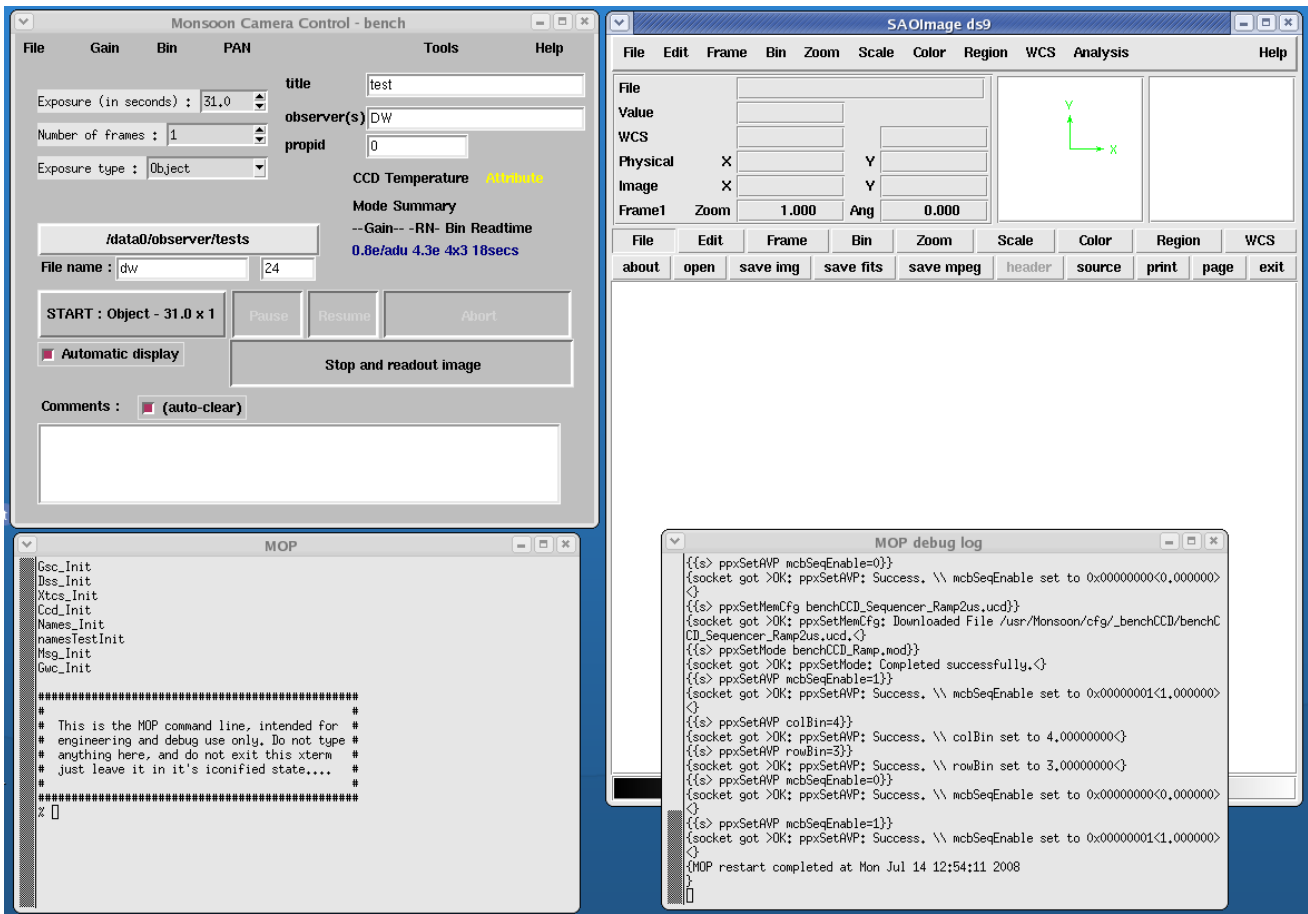 Monsoon Camera Control - bench
File Gain Bin PAN Tools Help
title test
Exposure (in seconds) : 31.0
observer(s) DW
Number of frames : 1
propid 0
Exposure type : Object
CCD Temperature Attribute
Mode Summary
--Gain-- -RN- Bin Readtime
0.8e/adu 4.3e 4x3 18secs
/data0/observer/tests
File name : dw 24
START : Object - 31.0 x 1 Pause Resume Abort
Automatic display
Stop and readout image
Comments : (auto-clear)
SAOImage ds9
File Edit Frame Bin Zoom Scale Color Region WCS Analysis Help
File
Value
WCS
Physical X Y
Image X Y
Frame1 Zoom 1.000 Ang 0.000
Y
X
File Edit Frame Bin Zoom Scale Color Region WCS
about open save img save fits save mpeg header source print page exit
MOP
Gsc_Init
Dss_Init
Xtcs_Init
Ccd_Init
Names_Init
namesTestInit
Msg_Init
Gwc_Init
################################################
# #
# This is the MOP command line, intended for #
# engineering and debug use only. Do not type #
# anything here, and do not exit this xterm #
# just leave it in it's iconified state.... #
# #
################################################
%
MOP debug log
{{s> ppxSetAVP mcbSeqEnable=0}}
{socket got >OK: ppxSetAVP: Success. \\ mcbSeqEnable set to 0x00000000<0.000000>
<}
{{s> ppxSetMemCfg benchCCD_Sequencer_Ramp2us.ucd}}
{socket got >OK: ppxSetMemCfg: Downloaded File /usr/Monsoon/cfg/_benchCCD/benchC
CD_Sequencer_Ramp2us.ucd.<}
{{s> ppxSetMode benchCCD_Ramp.mod}}
{socket got >OK: ppxSetMode: Completed successfully.<}
{{s> ppxSetAVP mcbSeqEnable=1}}
{socket got >OK: ppxSetAVP: Success. \\ mcbSeqEnable set to 0x00000001<1.000000>
<}
{{s> ppxSetAVP colBin=4}}
{socket got >OK: ppxSetAVP: Success. \\ colBin set to 4.00000000<}
{{s> ppxSetAVP rowBin=3}}
{socket got >OK: ppxSetAVP: Success. \\ rowBin set to 3.00000000<}
{{s> ppxSetAVP mcbSeqEnable=0}}
{socket got >OK: ppxSetAVP: Success. \\ mcbSeqEnable set to 0x00000000<0.000000>
<}
{{s> ppxSetAVP mcbSeqEnable=1}}
{socket got >OK: ppxSetAVP: Success. \\ mcbSeqEnable set to 0x00000001<1.000000>
<}
{MOP restart completed at Mon Jul 14 12:54:11 2008
}